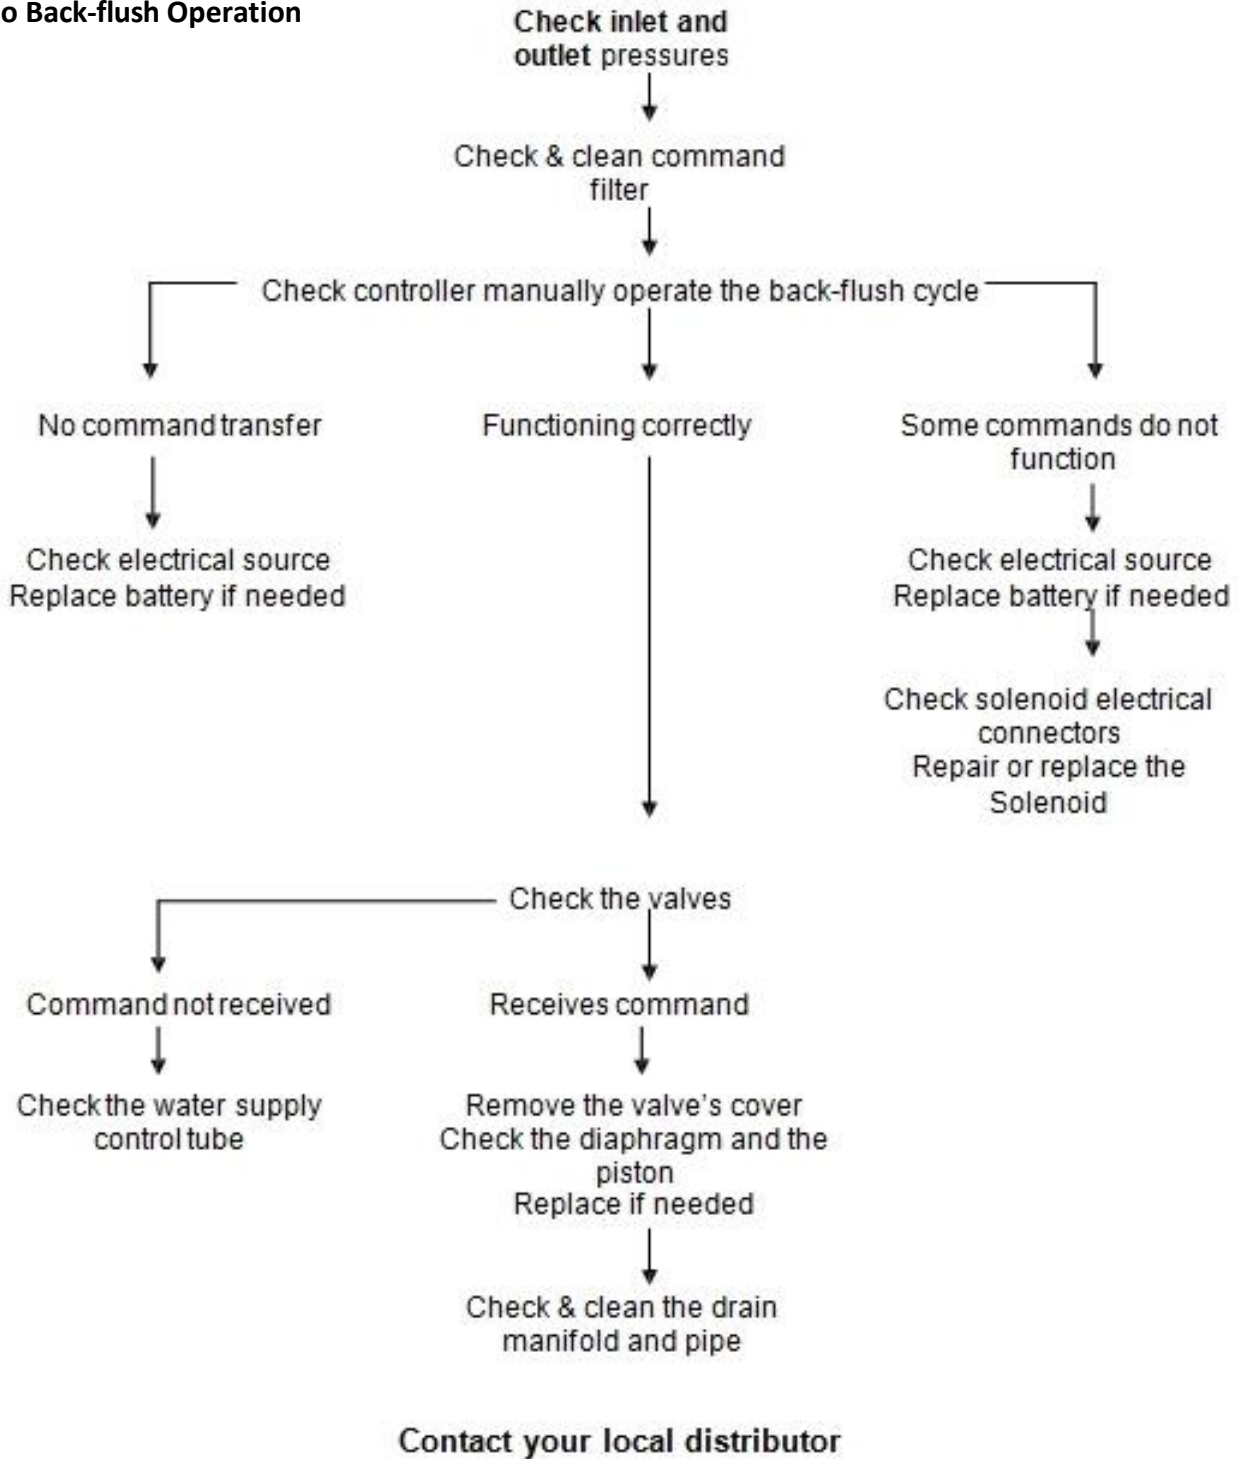 o Back-flush Operation
Check inlet and
outlet pressures
Check & clean command
filter
Check controller manually operate the back-flush cycle
No command transfer
Functioning correctly
Some commands do not
function
Check electrical source
Replace battery if needed
Check electrical source
Replace battery if needed
Check solenoid electrical
connectors
Repair or replace the
Solenoid
Check the valves
Command not received
Receives command
Check the water supply
control tube
Remove the valve’s cover
Check the diaphragm and the
piston
Replace if needed
Check & clean the drain
manifold and pipe
Contact your local distributor